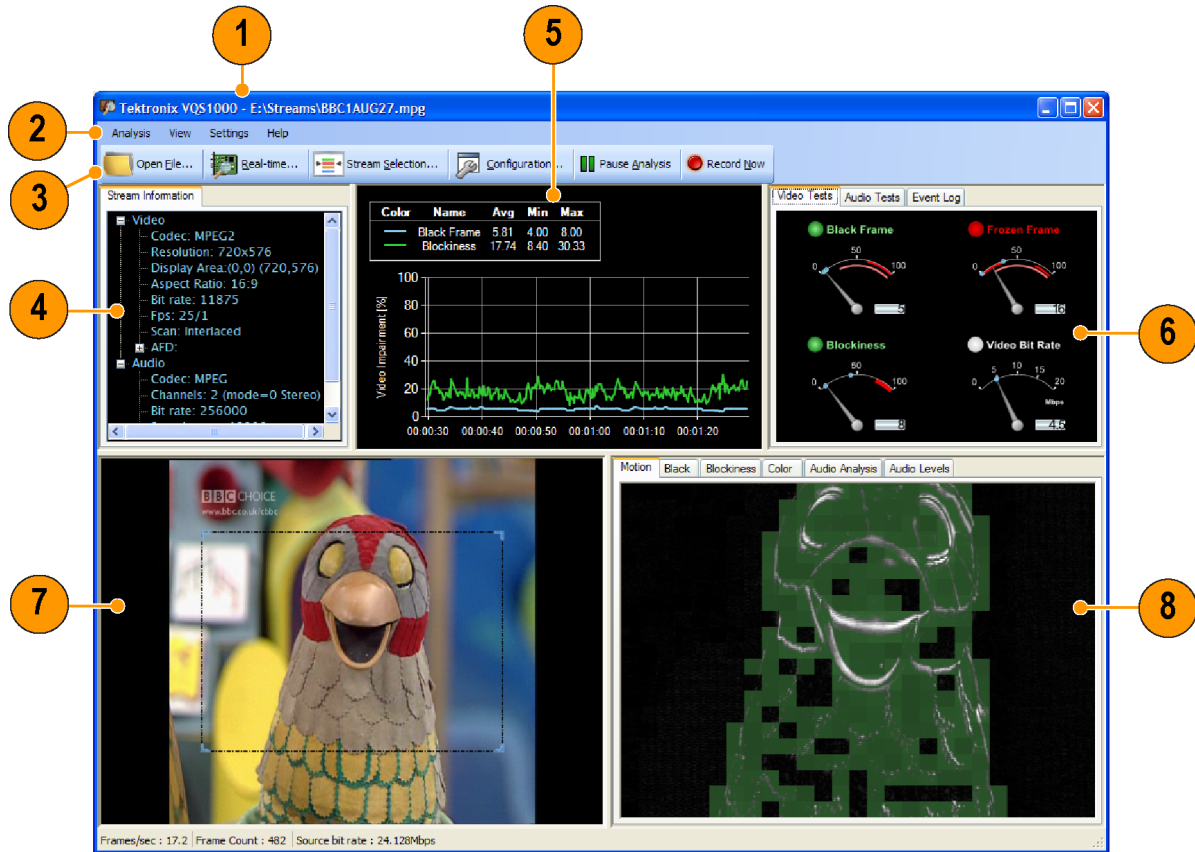 1
5
Tektronix VQS1000 - E:\Streams\BBC1AUG27.mpg
2
Analysis View Settings Help
3
Open File... Real-time... Stream Selection... Configuration... Pause Analysis Record Now
Stream Information
Video
Codec: MPEG2
Resolution: 720x576
Display Area:(0,0) (720,576)
Aspect Ratio: 16:9
Bit rate: 11875
Fps: 25/1
Scan: Interlaced
AFD:
Audio
Codec: MPEG
Channels: 2 (mode=0 Stereo)
Bit rate: 256000
4
Color Name Avg Min Max
Black Frame 5.81 4.00 8.00
Blockiness 17.74 8.40 30.33
Video Impairment [%]
100
80
60
40
20
0
00:00:30 00:00:40 00:00:50 00:01:00 00:01:10 00:01:20
Video Tests Audio Tests Event Log
Black Frame
0 50 100
5
Frozen Frame
0 50 100
16
Blockiness
0 50 100
8
Video Bit Rate
0 5 10 15 20
Mbps
4.5
6
7
BBC CHOICE
www.bbc.co.uk/cbbc
Motion Black Blockiness Color Audio Analysis Audio Levels
8
Frames/sec : 17.2 Frame Count : 482 Source bit rate : 24.128Mbps